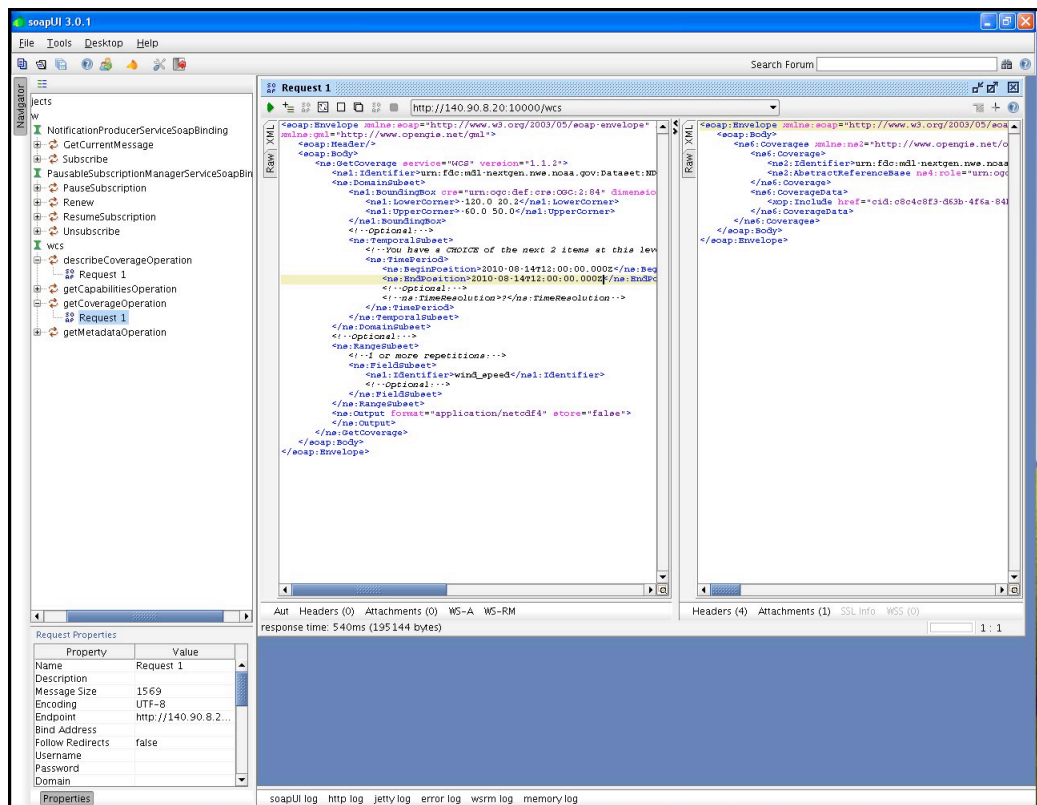 soapUI 3.0.1
File Tools Desktop Help
Search Forum
Navigator
jects
w
NotificationProducerServiceSoapBinding
GetCurrentMessage
Subscribe
PausableSubscriptionManagerServiceSoapBin
PauseSubscription
Renew
ResumeSubscription
Unsubscribe
wcs
describeCoverageOperation
Request 1
getCapabilitiesOperation
getCoverageOperation
Request 1
getMetadataOperation
Request Properties
Property Value
Name Request 1
Description
Message Size 1569
Encoding UTF-8
Endpoint http://140.90.8.2...
Bind Address
Follow Redirects false
Username
Password
Domain
Properties
Request 1
http://140.90.8.20:10000/wcs
XML
Raw
<soap:Envelope xmlns:soap="http://www.w3.org/2003/05/soap-envelope"
xmlns:gml="http://www.opengis.net/gml">
<soap:Header/>
<soap:Body>
<ns:GetCoverage service="WCS" version="1.1.2">
<ns1:Identifier>urn:fdc:mdl-nextgen.nwe.noaa.gov:Dataset:ND
<ns:DomainSubset>
<ns1:BoundingBox crs="urn:ogc:def:crs:OGC:2:84" dimensio
<ns1:LowerCorner>-120.0 20.2</ns1:LowerCorner>
<ns1:UpperCorner>-60.0 50.0</ns1:UpperCorner>
</ns1:BoundingBox>
<!--Optional:-->
<ns:TemporalSubset>
<!--You have a CHOICE of the next 2 items at this lev
<ns:TimePeriod>
<ns:BeginPosition>2010-08-14T12:00:00.000Z</ns:Beg
<ns:EndPosition>2010-08-14T12:00:00.000Z</ns:EndPo
<!--Optional:-->
<!--ns:TimeResolution>?</ns:TimeResolution-->
</ns:TimePeriod>
</ns:TemporalSubset>
</ns:DomainSubset>
<!--Optional:-->
<ns:RangeSubset>
<!--1 or more repetitions:-->
<ns:FieldSubset>
<ns1:Identifier>wind_speed</ns1:Identifier>
<!--Optional:-->
</ns:FieldSubset>
</ns:RangeSubset>
<ns:Output format="application/netcdf4" store="false">
</ns:Output>
</ns:GetCoverage>
</soap:Body>
</soap:Envelope>
Aut Headers (0) Attachments (0) WS-A WS-RM
response time: 540ms (195144 bytes)
XML
Raw
<soap:Envelope xmlns:soap="http://www.w3.org/2003/05/soa
<soap:Body>
<ns6:Coverages xmlns:ns2="http://www.opengis.net/o
<ns6:Coverage>
<ns2:Identifier>urn:fdc:mdl-nextgen.nwe.noaa
<ns2:AbstractReferenceBase ns4:role="urn:ogc
</ns6:Coverage>
<ns6:CoverageData>
<xop:Include href="cid:c8c4c8f3-d63b-4f6a-84
</ns6:CoverageData>
</ns6:Coverages>
</soap:Body>
</soap:Envelope>
Headers (4) Attachments (1) SSL Info WSS (0)
1 : 1
soapUI log http log jetty log error log wsrm log memory log